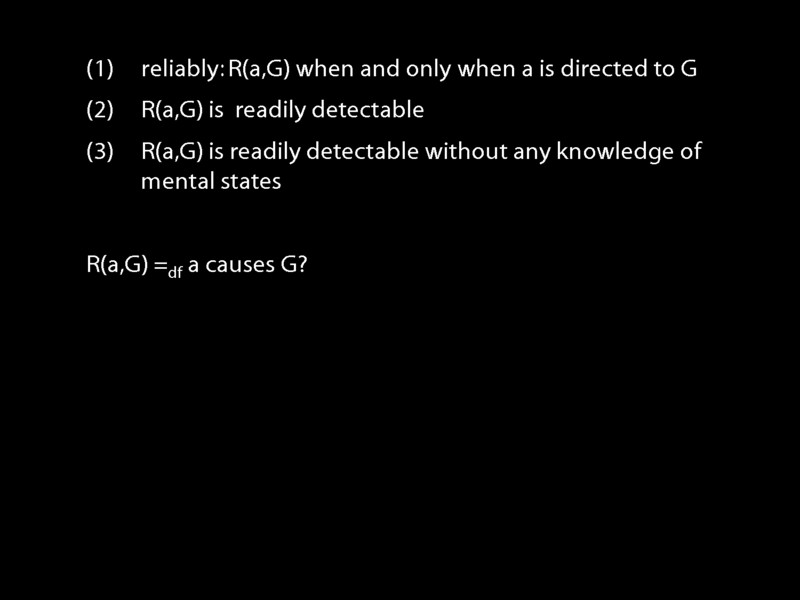 (1) reliably: R(a,G) when and only when a is directed to G
(2) R(a,G) is readily detectable
(3) R(a,G) is readily detectable without any knowledge of
mental states
R(a,G) =df a causes G?